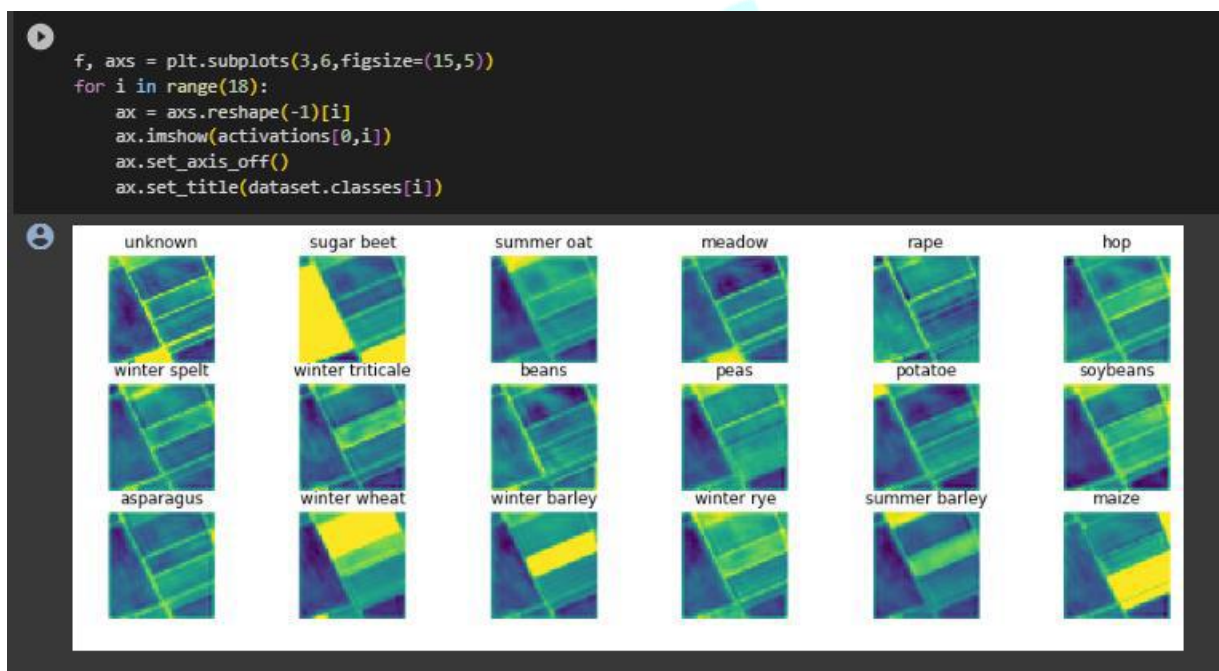 f, axs = plt.subplots(3,6,figsize=(15,5))
for i in range(18):
    ax = axs.reshape(-1)[i]
    ax.imshow(activations[0,i])
    ax.set_axis_off()
    ax.set_title(dataset.classes[i])
unknown sugar beet summer oat meadow rape hop
winter spelt winter triticale beans peas potatoe soybeans
asparagus winter wheat winter barley winter rye summer barley maize